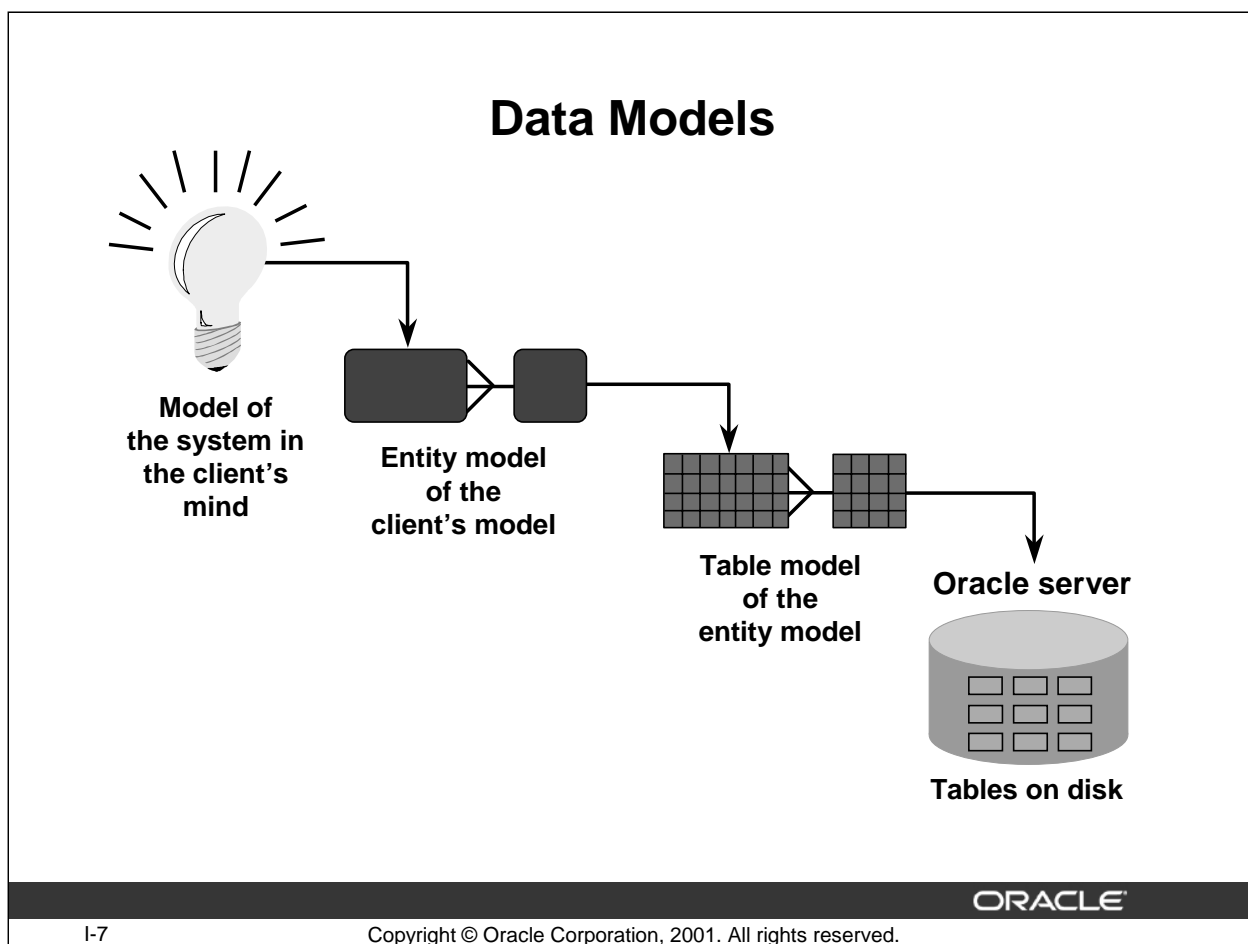 Data Models
Model of
the system in
the client's
mind
Entity model
of the
client's model
Table model
of the
entity model
Oracle server
Tables on disk
ORACLE®
I-7
Copyright © Oracle Corporation, 2001. All rights reserved.